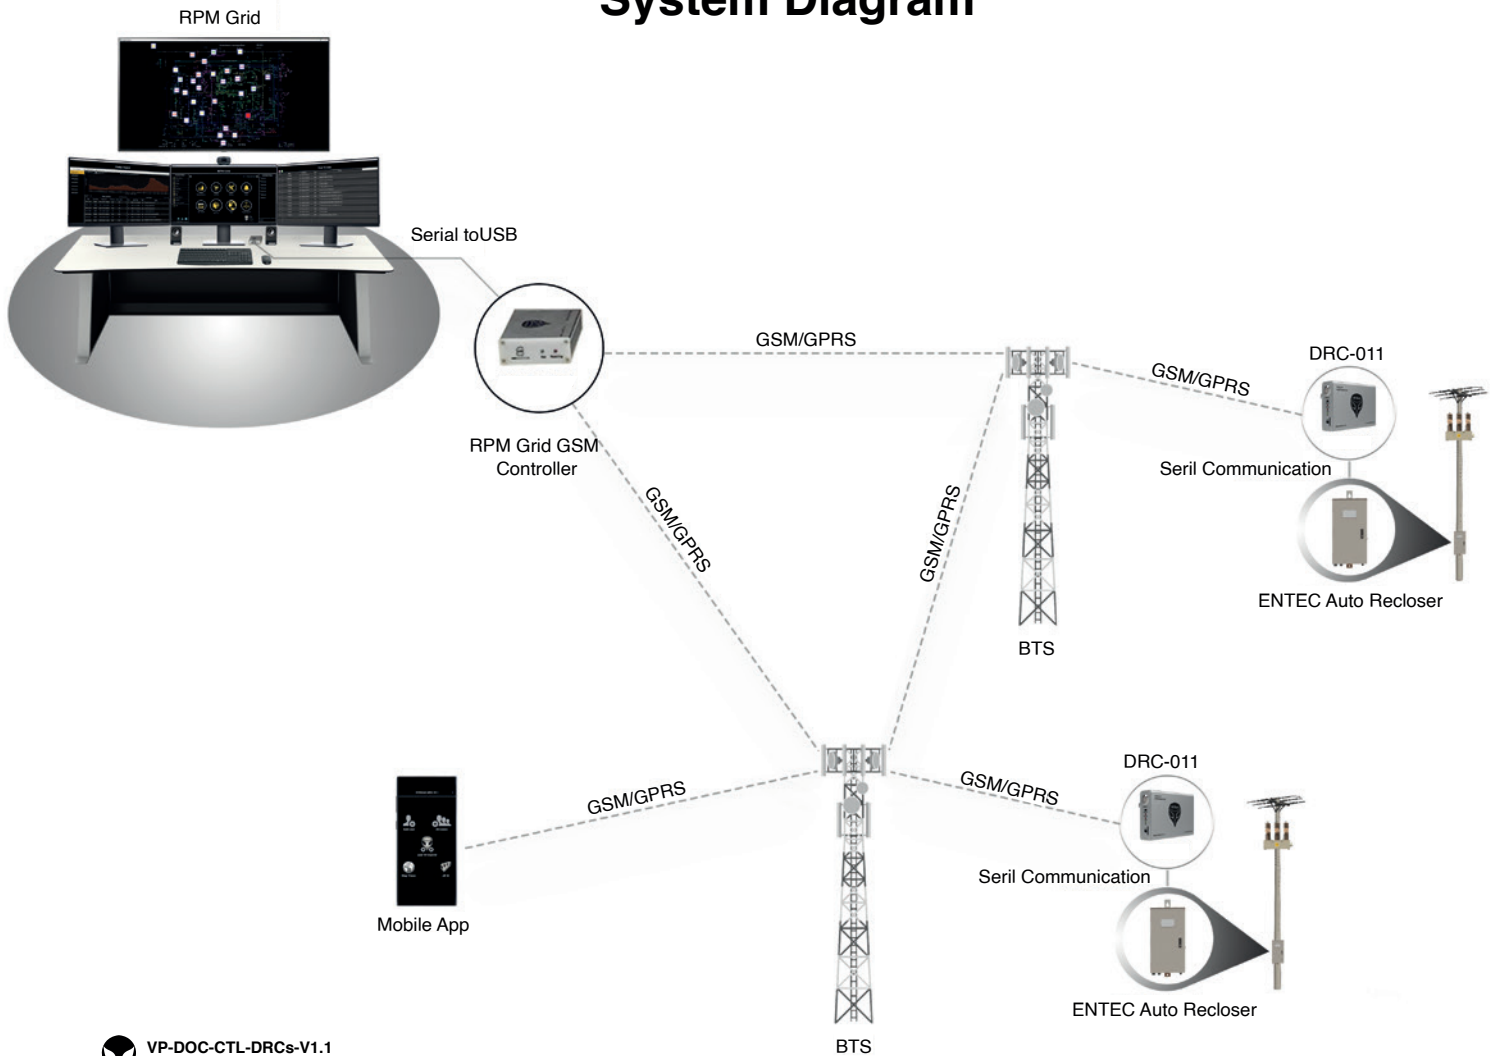 System Diagram
RPM Grid
Serial toUSB
GSM/GPRS
DRC-011
GSM/GPRS
RPM Grid GSM
Controller
Seril Communication
GSM/GPRS
GSM/GPRS
ENTEC Auto Recloser
BTS
DRC-011
GSM/GPRS
GSM/GPRS
Seril Communication
Mobile App
ENTEC Auto Recloser
BTS
VP-DOC-CTL-DRCs-V1.1